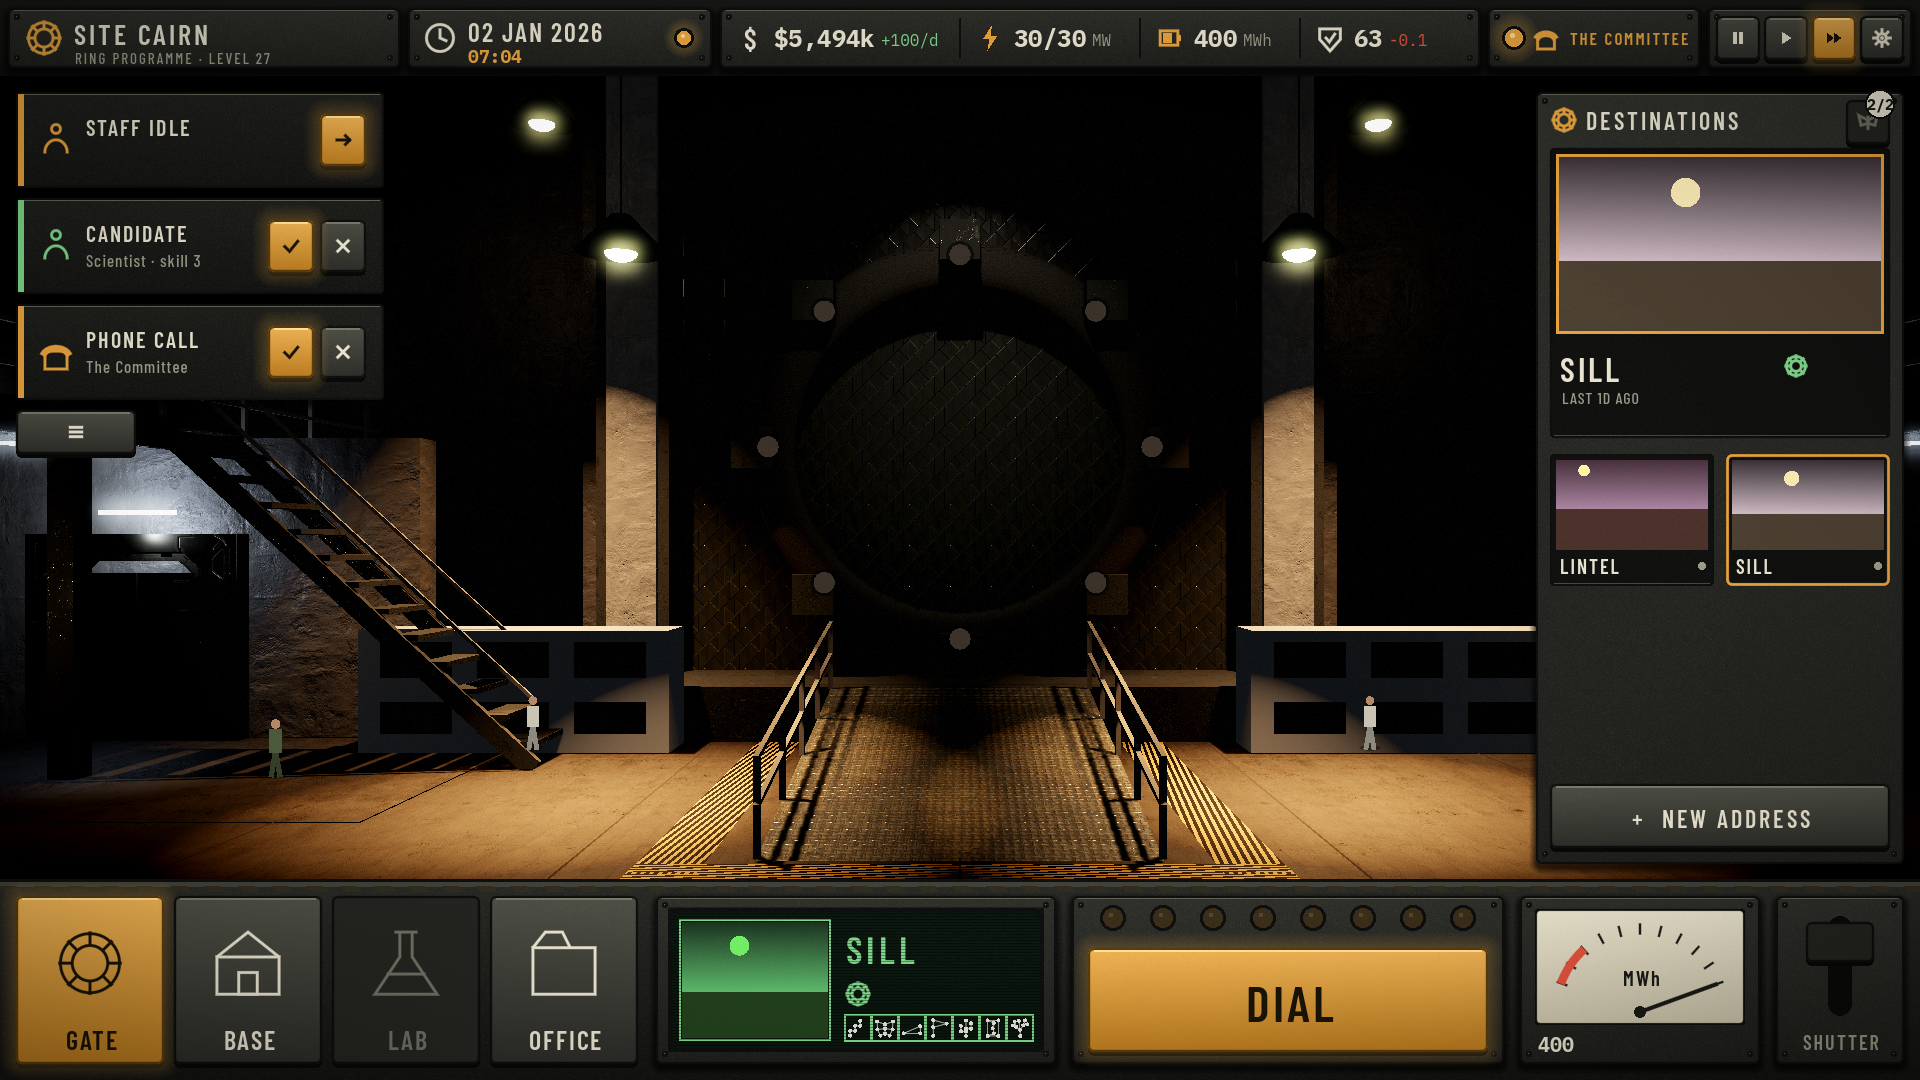 SITE CAIRN
RING PROGRAMME · LEVEL 27
02 JAN 2026
07:04
$ $5,494k +100/d
30/30 MW
400 MWh
63 -0.1
THE COMMITTEE
STAFF IDLE
CANDIDATE
Scientist · skill 3
PHONE CALL
The Committee
DESTINATIONS
2/2
SILL
LAST 1D AGO
LINTEL
SILL
+ NEW ADDRESS
GATE
BASE
LAB
OFFICE
SILL
DIAL
MWh
400
SHUTTER